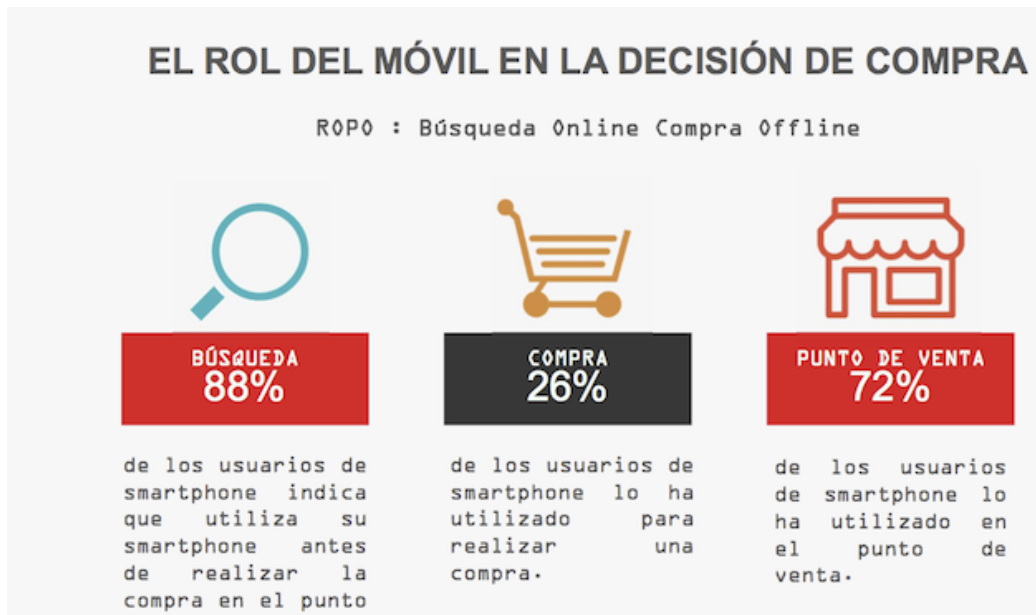 EL ROL DEL MÓVIL EN LA DECISIÓN DE COMPRA
ROPO : Búsqueda Online Compra Offline
BÚSQUEDA
88%
de los usuarios de
smartphone indica
que utiliza su
smartphone antes
de realizar la
compra en el punto
COMPRA
26%
de los usuarios de
smartphone lo ha
utilizado para
realizar una
compra.
PUNTO DE VENTA
72%
de los usuarios
de smartphone lo
ha utilizado en
el punto de
venta.